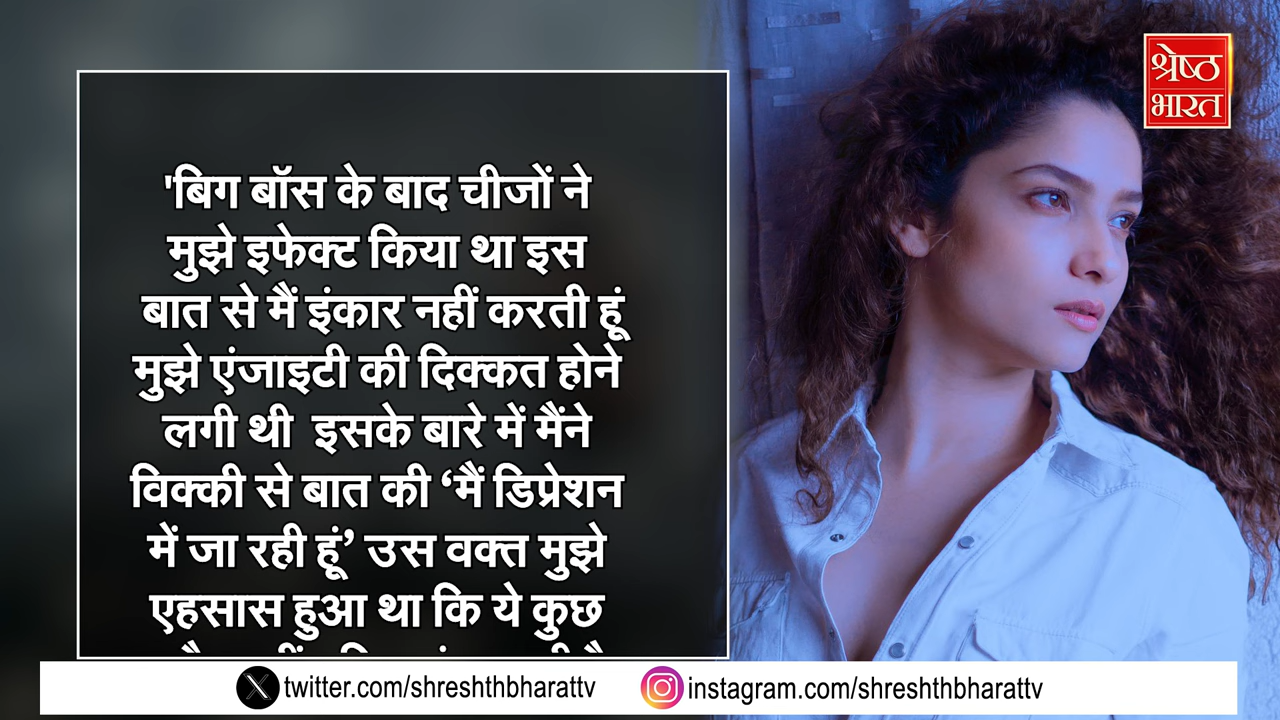 श्रेष्ठ
भारत
'बिग बॉस के बाद चीजों ने
मुझे इफेक्ट किया था इस
बात से मैं इंकार नहीं करती हूं
मुझे एंजाइटी की दिक्कत होने
लगी थी इसके बारे में मैंने
विक्की से बात की ‘मैं डिप्रेशन
में जा रही हूं’ उस वक्त मुझे
एहसास हुआ था कि ये कुछ
twitter.com/shreshthbharattv
instagram.com/shreshthbharattv